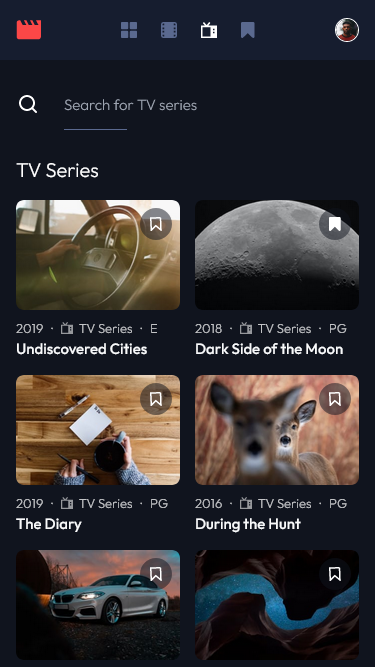 Search for TV series
TV Series
2019 · TV Series · E
Undiscovered Cities
2018 · TV Series · PG
Dark Side of the Moon
2019 · TV Series · PG
The Diary
2016 · TV Series · PG
During the Hunt